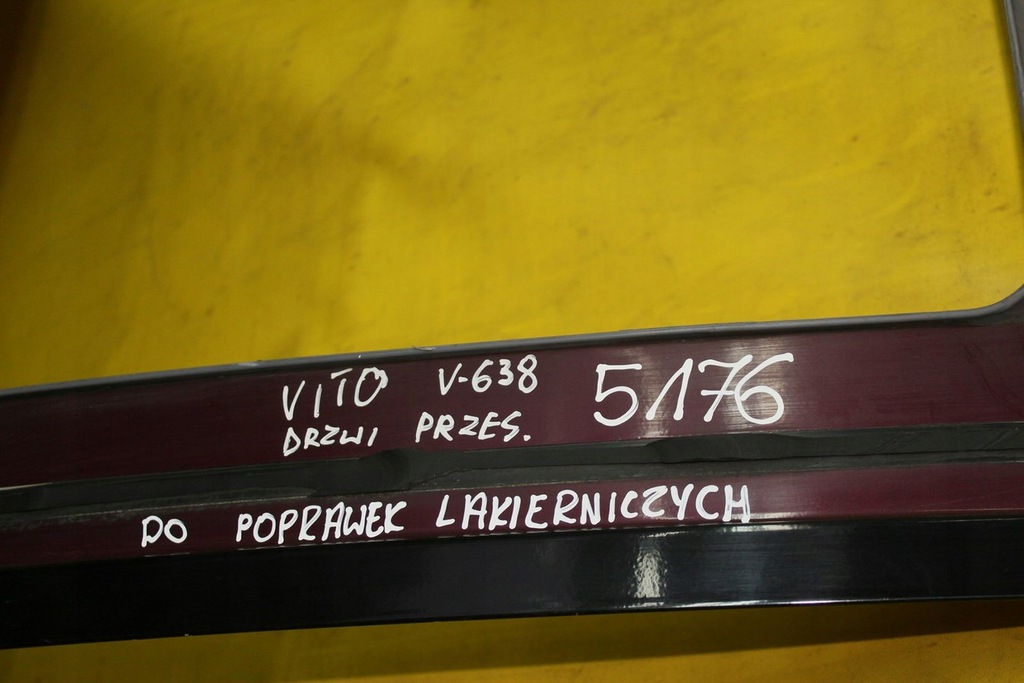 VITO V-638 5176
DRZWI PRZES.
DO POPRAWEK LAKIERNICZYCH